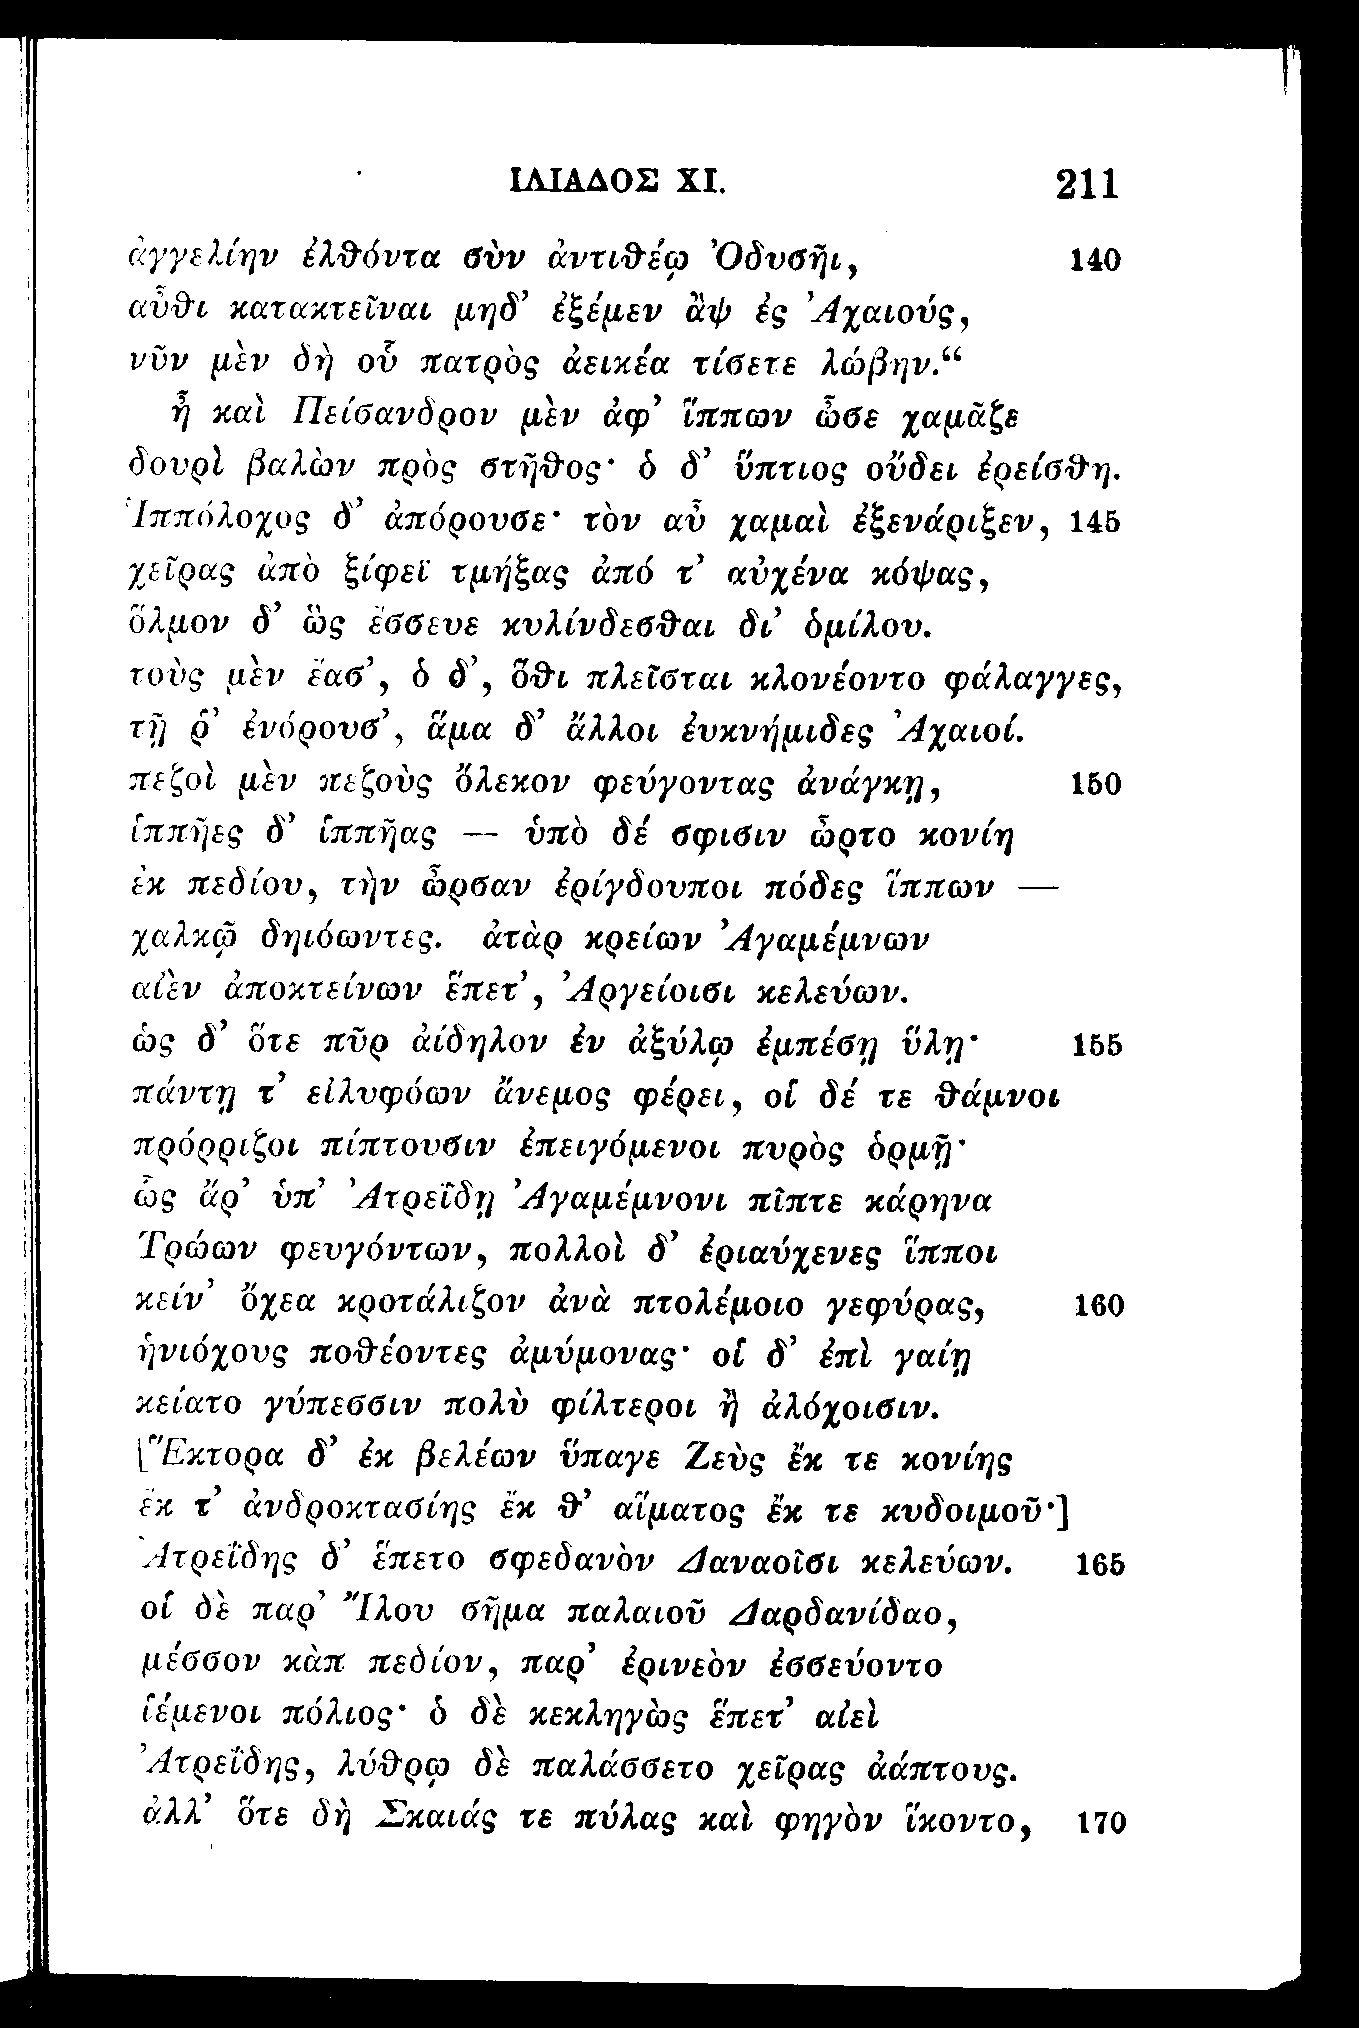 ΙΛΙΑΔΟΣ XI. 211
ἀγγελίην ἐλθόντα σὺν ἀντιθέῳ Ὀδυσῆι, 140
αὖθι κατακτεῖναι μηδ’ ἐξέμεν ἂψ ἐς Ἀχαιούς,
νῦν μὲν δὴ οὗ πατρὸς ἀεικέα τίσετε λώβην.“
ἦ καὶ Πείσανδρον μὲν ἀφ’ ἵππων ὦσε χαμᾶζε
δουρὶ βαλὼν πρὸς στῆθος· ὁ δ’ ὕπτιος οὔδει ἐρείσθη.
Ἱππόλοχος δ’ ἀπόρουσε· τὸν αὖ χαμαὶ ἐξενάριξεν, 145
χεῖρας ἀπὸ ξίφεϊ τμήξας ἀπό τ’ αὐχένα κόψας,
ὅλμον δ’ ὣς ἔσσευε κυλίνδεσθαι δι’ ὁμίλου.
τοὺς μὲν ἔασ’, ὁ δ’, ὅθι πλεῖσται κλονέοντο φάλαγγες,
τῇ ῥ’ ἐνόρουσ’, ἅμα δ’ ἄλλοι ἐυκνήμιδες Ἀχαιοί.
πεζοὶ μὲν πεζοὺς ὄλεκον φεύγοντας ἀνάγκῃ, 150
ἱππῆες δ’ ἱππῆας — ὑπὸ δέ σφισιν ὦρτο κονίη
ἐκ πεδίου, τὴν ὦρσαν ἐρίγδουποι πόδες ἵππων —
χαλκῷ δηιόωντες. ἀτὰρ κρείων Ἀγαμέμνων
αἰὲν ἀποκτείνων ἕπετ’, Ἀργείοισι κελεύων.
ὡς δ’ ὅτε πῦρ ἀίδηλον ἐν ἀξύλῳ ἐμπέσῃ ὕλῃ· 155
πάντῃ τ’ εἰλυφόων ἄνεμος φέρει, οἱ δέ τε θάμνοι
πρόρριζοι πίπτουσιν ἐπειγόμενοι πυρὸς ὁρμῇ·
ὧς ἄρ’ ὑπ’ Ἀτρεΐδῃ Ἀγαμέμνονι πῖπτε κάρηνα
Τρώων φευγόντων, πολλοὶ δ’ ἐριαύχενες ἵπποι
κείν’ ὄχεα κροτάλιζον ἀνὰ πτολέμοιο γεφύρας, 160
ἡνιόχους ποθέοντες ἀμύμονας· οἱ δ’ ἐπὶ γαίῃ
κείατο γύπεσσιν πολὺ φίλτεροι ἢ ἀλόχοισιν.
[Ἕκτορα δ’ ἐκ βελέων ὕπαγε Ζεὺς ἔκ τε κονίης
ἔκ τ’ ἀνδροκτασίης ἔκ θ’ αἵματος ἔκ τε κυδοιμοῦ·]
Ἀτρεΐδης δ’ ἕπετο σφεδανὸν Δαναοῖσι κελεύων. 165
οἱ δὲ παρ’ Ἴλου σῆμα παλαιοῦ Δαρδανίδαο,
μέσσον κὰπ πεδίον, παρ’ ἐρινεὸν ἐσσεύοντο
ἱέμενοι πόλιος· ὁ δὲ κεκληγὼς ἕπετ’ αἰεὶ
Ἀτρεΐδης, λύθρῳ δὲ παλάσσετο χεῖρας ἀάπτους.
ἀλλ’ ὅτε δὴ Σκαιάς τε πύλας καὶ φηγὸν ἵκοντο, 170